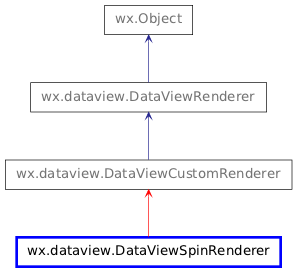 wx.Object
wx.dataview.DataViewRenderer
wx.dataview.DataViewCustomRenderer
wx.dataview.DataViewSpinRenderer